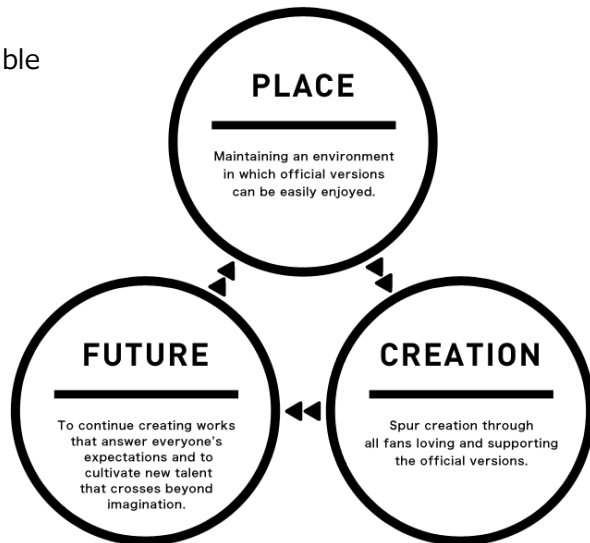 ble
PLACE
Maintaining an environment
in which official versions
can be easily enjoyed.
FUTURE
To continue creating works
that answer everyone's
expectations and to
cultivate new talent
that crosses beyond
imagination.
CREATION
Spur creation through
all fans loving and supporting
the official versions.